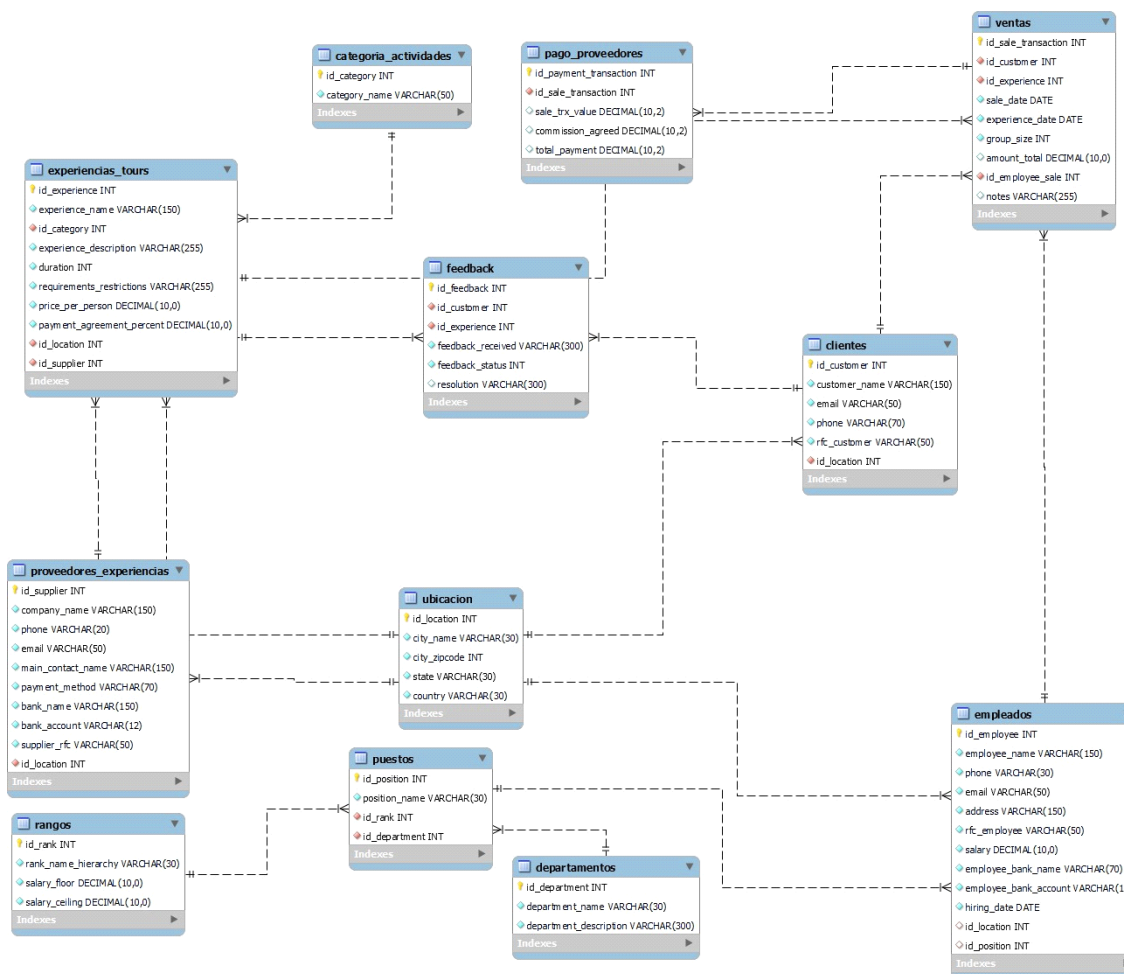 categoria_actividades
id_category INT
category_name VARCHAR(50)
Indexes
pago_proveedores
id_payment_transaction INT
id_sale_transaction INT
sale_trx_value DECIMAL(10,2)
commission_agreed DECIMAL(10,2)
total_payment DECIMAL(10,2)
Indexes
ventas
id_sale_transaction INT
id_customer INT
id_experience INT
sale_date DATE
experience_date DATE
group_size INT
amount_total DECIMAL(10,0)
id_employee_sale INT
notes VARCHAR(255)
Indexes
experiencias_tours
id_experience INT
experience_name VARCHAR(150)
id_category INT
experience_description VARCHAR(255)
duration INT
requirements_restrictions VARCHAR(255)
price_per_person DECIMAL(10,0)
payment_agreement_percent DECIMAL(10,0)
id_location INT
id_supplier INT
Indexes
feedback
id_feedback INT
id_customer INT
id_experience INT
feedback_received VARCHAR(300)
feedback_status INT
resolution VARCHAR(300)
Indexes
clientes
id_customer INT
customer_name VARCHAR(150)
email VARCHAR(50)
phone VARCHAR(70)
rfc_customer VARCHAR(50)
id_location INT
Indexes
proveedores_experiencias
id_supplier INT
company_name VARCHAR(150)
phone VARCHAR(20)
email VARCHAR(50)
main_contact_name VARCHAR(150)
payment_method VARCHAR(70)
bank_name VARCHAR(150)
bank_account VARCHAR(12)
supplier_rfc VARCHAR(50)
id_location INT
Indexes
ubicacion
id_location INT
city_name VARCHAR(30)
city_zipcode INT
state VARCHAR(30)
country VARCHAR(30)
Indexes
empleados
id_employee INT
employee_name VARCHAR(150)
phone VARCHAR(30)
email VARCHAR(50)
address VARCHAR(150)
rfc_employee VARCHAR(50)
salary DECIMAL(10,0)
employee_bank_name VARCHAR(70)
employee_bank_account VARCHAR(1
hiring_date DATE
id_location INT
id_position INT
Indexes
puestos
id_position INT
position_name VARCHAR(30)
id_rank INT
id_department INT
Indexes
rangos
id_rank INT
rank_name_hierarchy VARCHAR(30)
salary_floor DECIMAL(10,0)
salary_ceiling DECIMAL(10,0)
Indexes
departamentos
id_department INT
department_name VARCHAR(30)
department_description VARCHAR(300)
Indexes